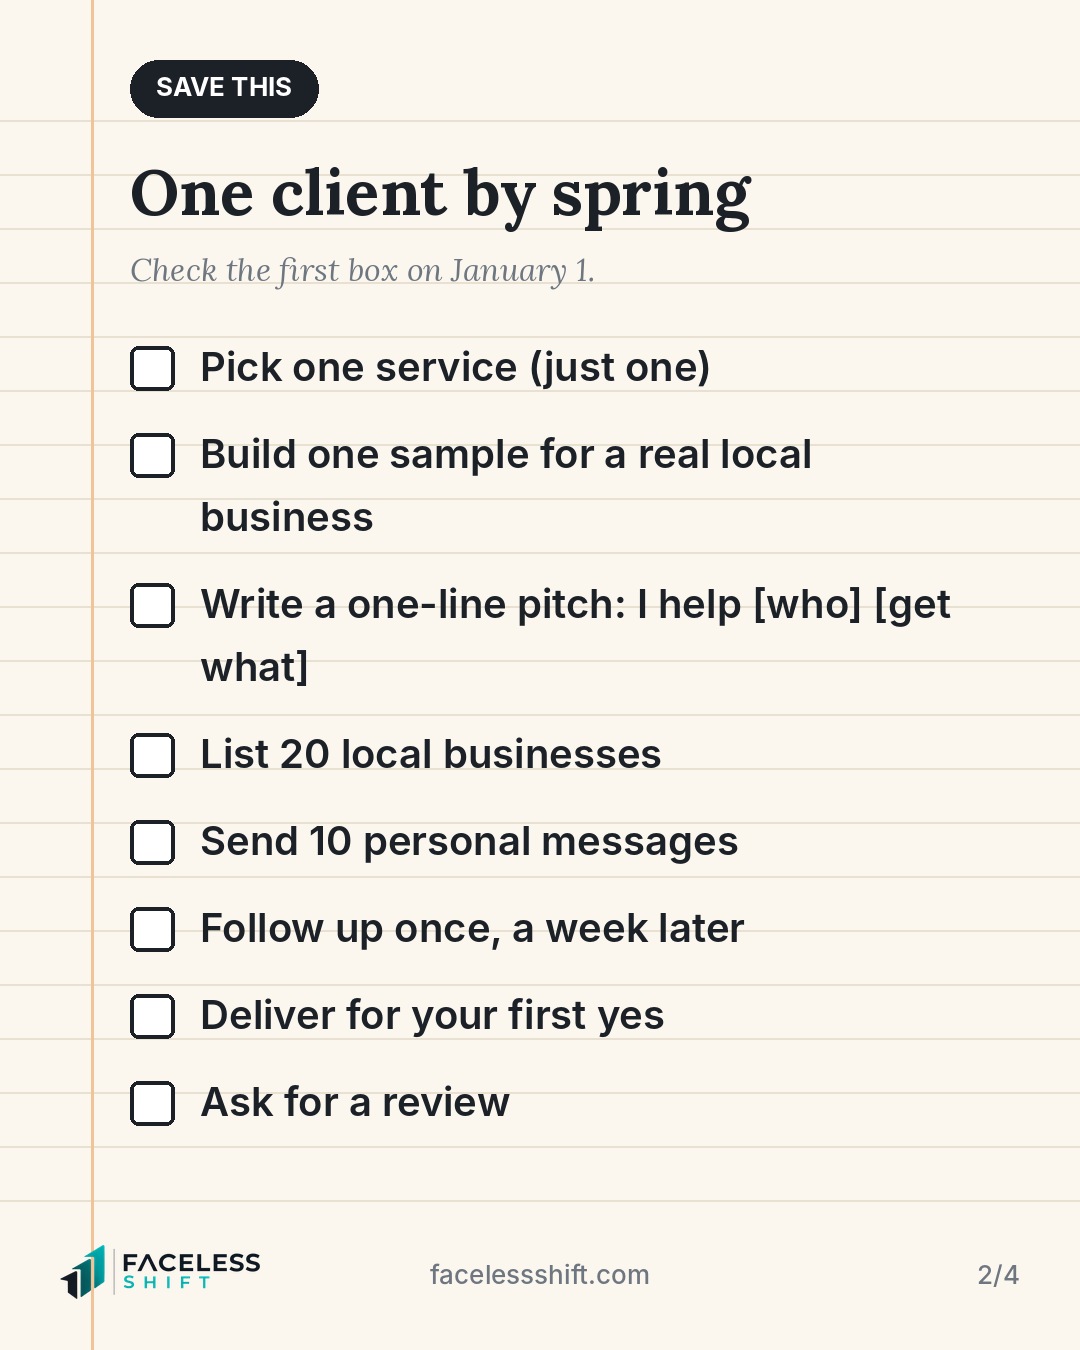 SAVE THIS
One client by spring
Check the first box on January 1.
Pick one service (just one)
Build one sample for a real local
business
Write a one-line pitch: I help [who] [get
what]
List 20 local businesses
Send 10 personal messages
Follow up once, a week later
Deliver for your first yes
Ask for a review
FACELESS
SHIFT
facelessshift.com
2/4